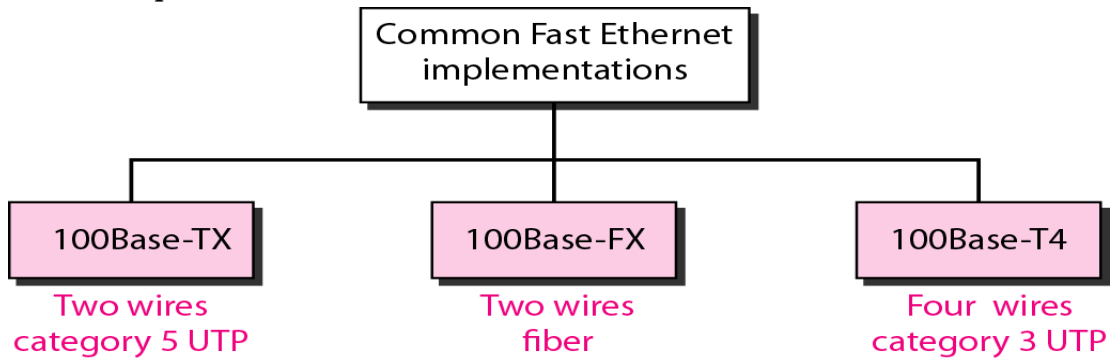 Common Fast Ethernet
implementations
100Base-TX
100Base-FX
100Base-T4
Two wires
category 5 UTP
Two wires
fiber
Four wires
category 3 UTP